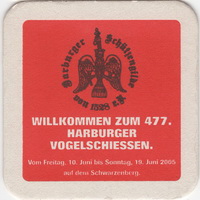 Harburger Schützengilde
von 1528 e.V.
WILLKOMMEN ZUM 477.
HARBURGER
VOGELSCHIESSEN.
Vom Freitag, 10. Juni bis Sonntag, 19. Juni 2005
auf dem Schwarzenberg.